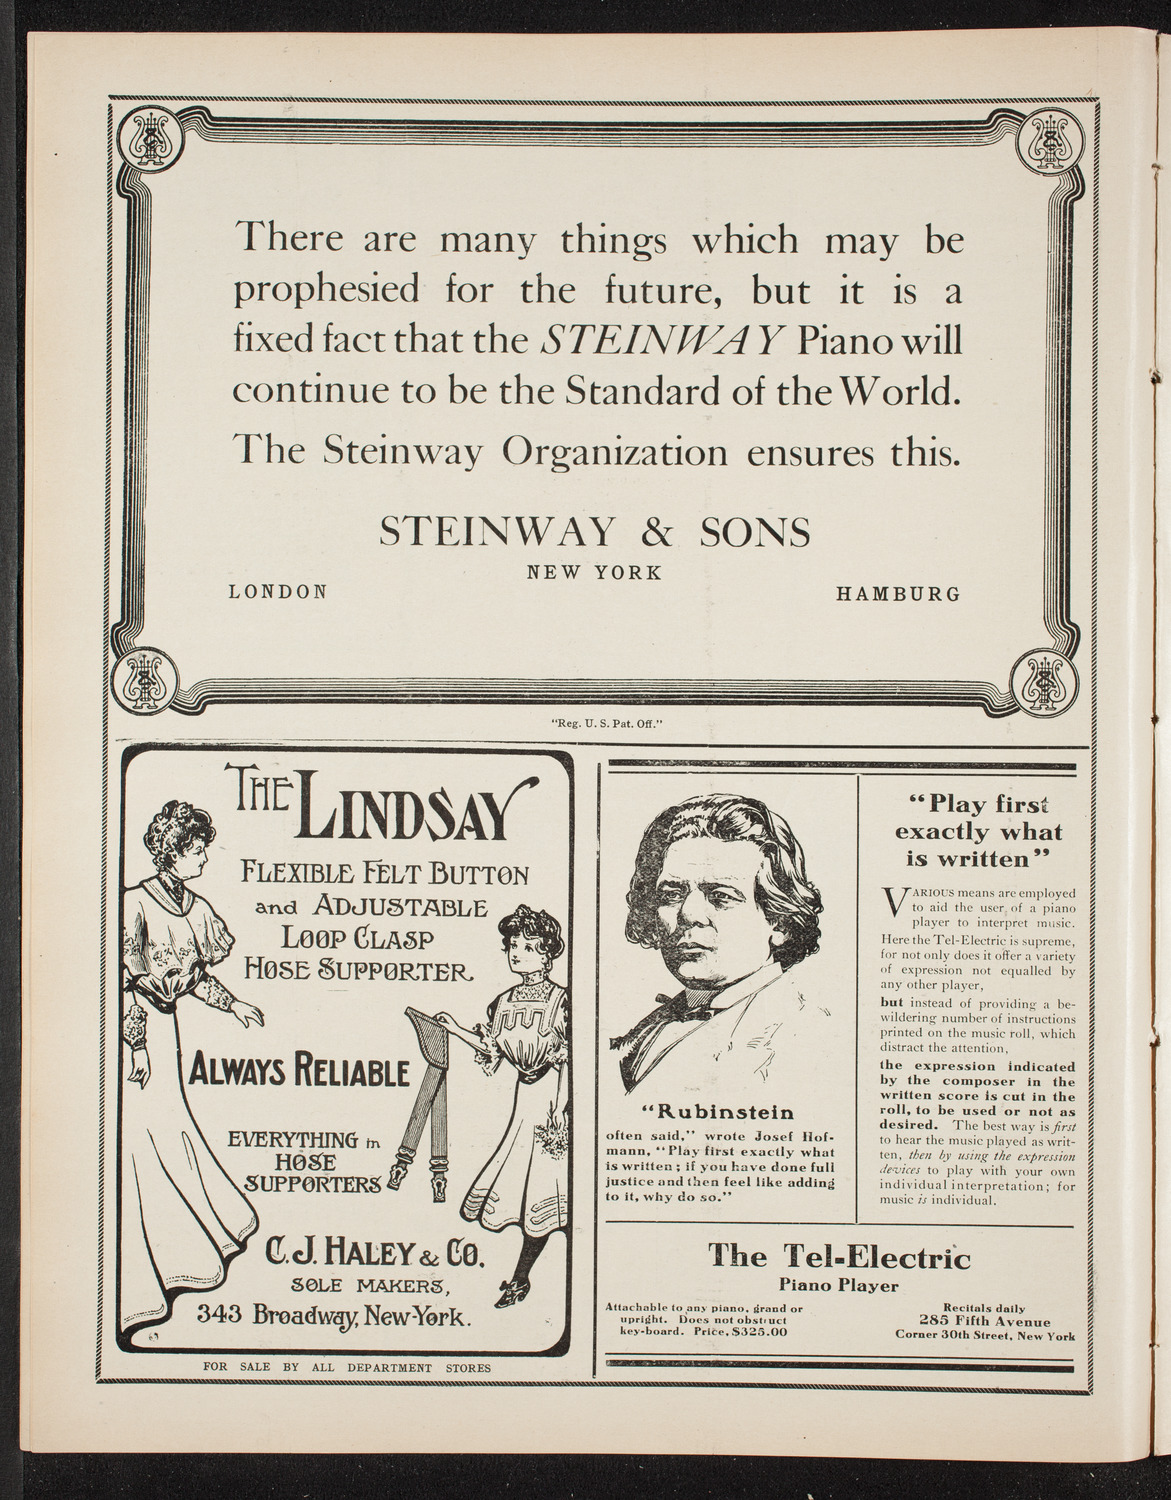 There are many things which may be
prophesied for the future, but it is a
fixed fact that the STEINWAY Piano will
continue to be the Standard of the World.
The Steinway Organization ensures this.
STEINWAY & SONS
NEW YORK
LONDON
HAMBURG
"Reg. U. S. Pat. Off."
THE LINDSAY
FLEXIBLE FELT BUTTON
and ADJUSTABLE
LOOP CLASP
HOSE SUPPORTER.
ALWAYS RELIABLE
EVERYTHING in
HOSE
SUPPORTERS
C. J. HALEY & CO.
SOLE MAKERS,
343 Broadway, New-York.
FOR SALE BY ALL DEPARTMENT STORES
"Rubinstein
often said," wrote Josef Hof-
mann, "Play first exactly what
is written; if you have done full
justice and then feel like adding
to it, why do so."
"Play first
exactly what
is written"
VARIOUS means are employed
to aid the user of a piano
player to interpret music.
Here the Tel-Electric is supreme,
for not only does it offer a variety
of expression not equalled by
any other player,
but instead of providing a be-
wildering number of instructions
printed on the music roll, which
distract the attention,
the expression indicated
by the composer in the
written score is cut in the
roll, to be used or not as
desired. The best way is first
to hear the music played as writ-
ten, then by using the expression
devices to play with your own
individual interpretation; for
music is individual.
The Tel-Electric
Piano Player
Attachable to any piano, grand or
upright. Does not obstruct
key-board. Price, $325.00
Recitals daily
285 Fifth Avenue
Corner 30th Street, New York